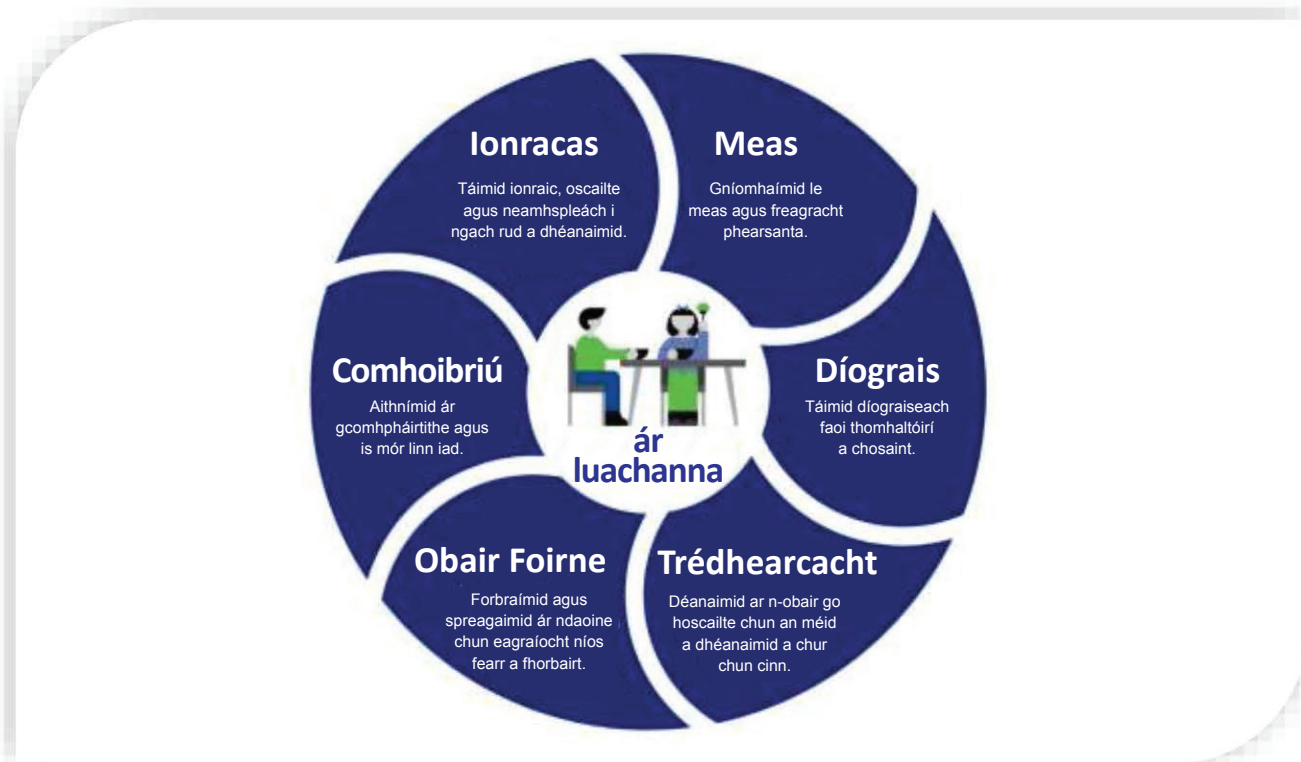 Ionracas
Táimid ionraic, oscailte
agus neamhspleách i
ngach rud a dhéanaimid.
Meas
Gníomhaímid le
meas agus freagracht
phearsanta.
Díograis
Táimid díograiseach
faoi thomhaltóirí
a chosaint.
Trédhearcacht
Déanaimid ar n-obair go
hoscailte chun an méid
a dhéanaimid a chur
chun cinn.
Obair Foirne
Forbraímid agus
spreagaimid ár ndaoine
chun eagraíocht níos
fearr a fhorbairt.
Comhoibriú
Aithnímid ár
gcomhpháirtithe agus
is mór linn iad.
ár
luachanna